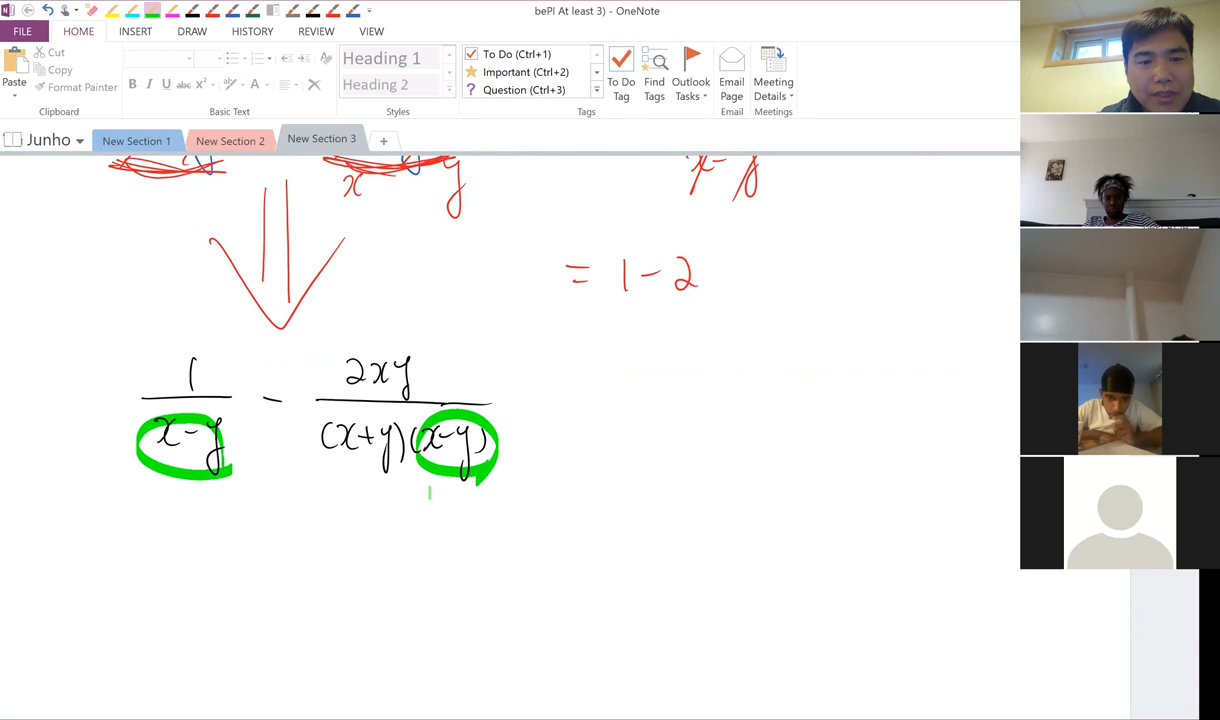 bePI At least 3) - OneNote
FILE HOME INSERT DRAW HISTORY REVIEW VIEW
Paste
Cut
Copy
Format Painter
B I U abc x² A
Heading 1
Heading 2
To Do (Ctrl+1)
Important (Ctrl+2)
Question (Ctrl+3)
To Do Tag
Find Tags
Outlook Tasks
Email Page
Meeting Details
Clipboard Basic Text Styles Tags Email Meetings
Junho New Section 1 New Section 2 New Section 3 +
x y x - y
= 1 - 2
1 / x - y - 2xy / (x+y)(x-y)